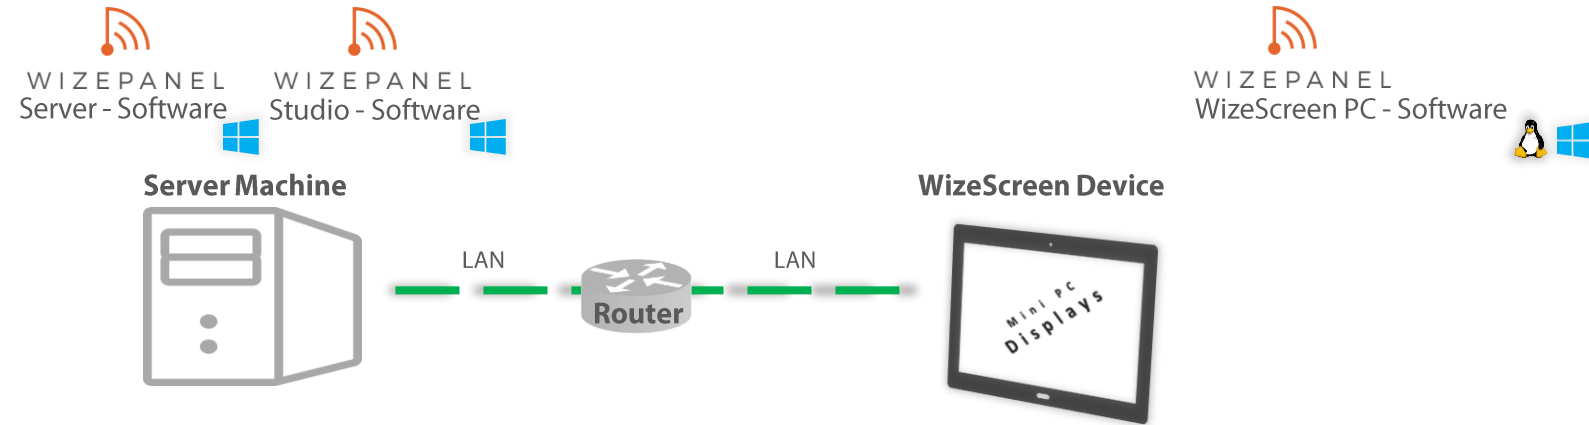 WIZEPANEL
Server - Software
WIZEPANEL
Studio - Software
WIZEPANEL
WizeScreen PC - Software
Server Machine
WizeScreen Device
LAN
LAN
Router
Mini PC
Displays